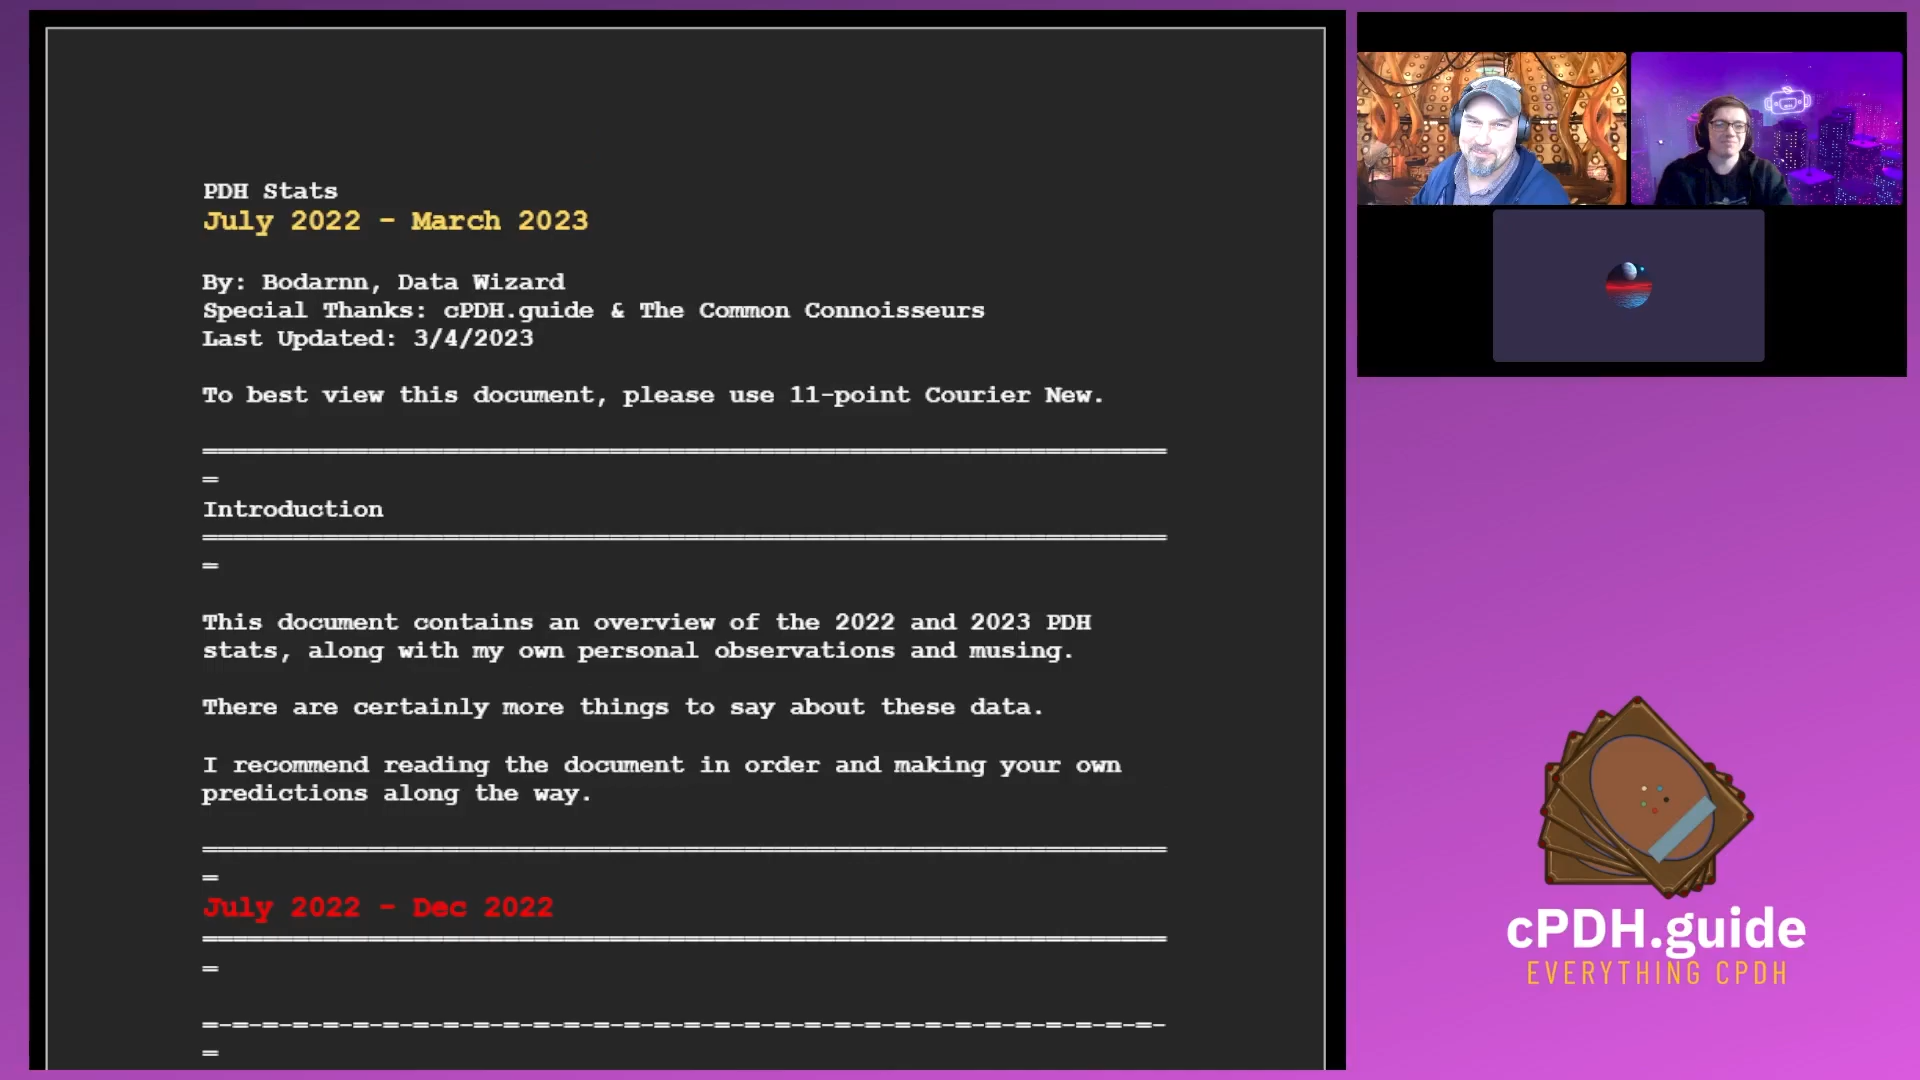 PDH Stats
July 2022 - March 2023
By: Bodarnn, Data Wizard
Special Thanks: cPDH.guide & The Common Connoisseurs
Last Updated: 3/4/2023
To best view this document, please use 11-point Courier New.
================================================================
=
Introduction
================================================================
=
This document contains an overview of the 2022 and 2023 PDH
stats, along with my own personal observations and musing.
There are certainly more things to say about these data.
I recommend reading the document in order and making your own
predictions along the way.
================================================================
=
July 2022 - Dec 2022
================================================================
=
=-=-=-=-=-=-=-=-=-=-=-=-=-=-=-=-=-=-=-=-=-=-=-=-=-=-=-=-=-=-=-=-
=
cPDH.guide
EVERYTHING CPDH